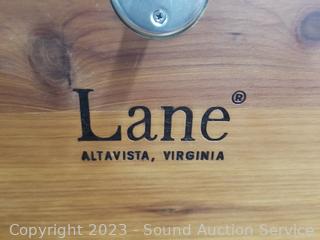 Lane®
ALTAVISTA, VIRGINIA
Copyright 2023 - Sound Auction Service